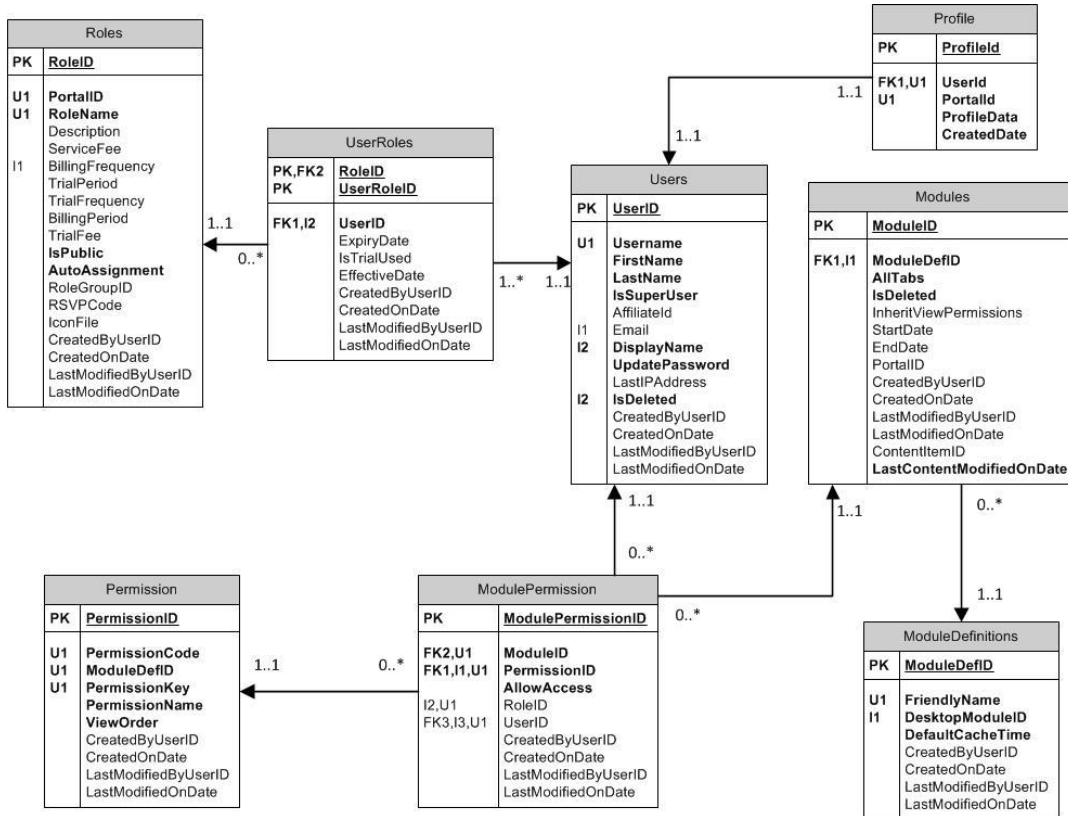 Roles
PK RoleID
U1 PortalID
U1 RoleName
Description
ServiceFee
I1 BillingFrequency
TrialPeriod
TrialFrequency
BillingPeriod
TrialFee
IsPublic
AutoAssignment
RoleGroupID
RSVPCode
IconFile
CreatedByUserID
CreatedOnDate
LastModifiedByUserID
LastModifiedOnDate
1..1
0..*
UserRoles
PK,FK2 RoleID
PK UserRoleID
FK1,I2 UserID
ExpiryDate
IsTrialUsed
EffectiveDate
CreatedByUserID
CreatedOnDate
LastModifiedByUserID
LastModifiedOnDate
1..*
1..1
Users
PK UserID
U1 Username
FirstName
LastName
IsSuperUser
AffiliateId
I1 Email
I2 DisplayName
UpdatePassword
LastIPAddress
I2 IsDeleted
CreatedByUserID
CreatedOnDate
LastModifiedByUserID
LastModifiedOnDate
1..1
1..1
Profile
PK ProfileId
FK1,U1 UserId
U1 PortalId
ProfileData
CreatedDate
Modules
PK ModuleID
FK1,I1 ModuleDefID
AllTabs
IsDeleted
InheritViewPermissions
StartDate
EndDate
PortalID
CreatedByUserID
CreatedOnDate
LastModifiedByUserID
LastModifiedOnDate
ContentItemID
LastContentModifiedOnDate
1..1
0..*
1..1
0..*
0..*
1..1
Permission
PK PermissionID
U1 PermissionCode
U1 ModuleDefID
U1 PermissionKey
PermissionName
ViewOrder
CreatedByUserID
CreatedOnDate
LastModifiedByUserID
LastModifiedOnDate
1..1
0..*
ModulePermission
PK ModulePermissionID
FK2,U1 ModuleID
FK1,I1,U1 PermissionID
AllowAccess
I2,U1 RoleID
FK3,I3,U1 UserID
CreatedByUserID
CreatedOnDate
LastModifiedByUserID
LastModifiedOnDate
ModuleDefinitions
PK ModuleDefID
U1 FriendlyName
I1 DesktopModuleID
DefaultCacheTime
CreatedByUserID
CreatedOnDate
LastModifiedByUserID
LastModifiedOnDate